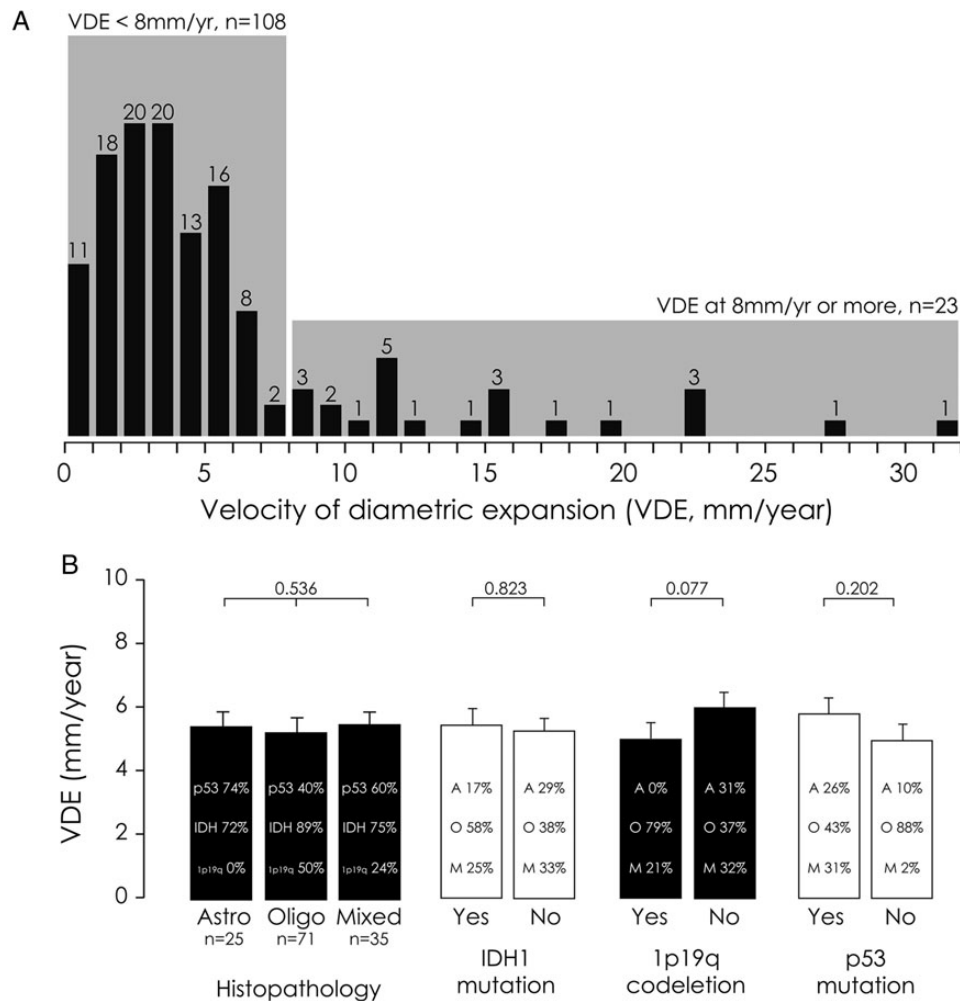 A
VDE < 8mm/yr, n=108
20 20
18
16
13
11
8
VDE at 8mm/yr or more, n=23
5
2 3 2 1 1 1 3 1 1 3 1 1
0 5 10 15 20 25 30
Velocity of diametric expansion (VDE, mm/year)
B
10
8
6
4
2
0
VDE (mm/year)
0.536 0.823 0.077 0.202
p53 74% p53 40% p53 60% A 17% A 29% A 0% A 31% A 26% A 10%
IDH 72% IDH 89% IDH 75% O 58% O 38% O 79% O 37% O 43% O 88%
1p19q 0% 1p19q 50% 1p19q 24% M 25% M 33% M 21% M 32% M 31% M 2%
Astro Oligo Mixed Yes No Yes No Yes No
n=25 n=71 n=35
Histopathology
IDH1
mutation
1p19q
codeletion
p53
mutation